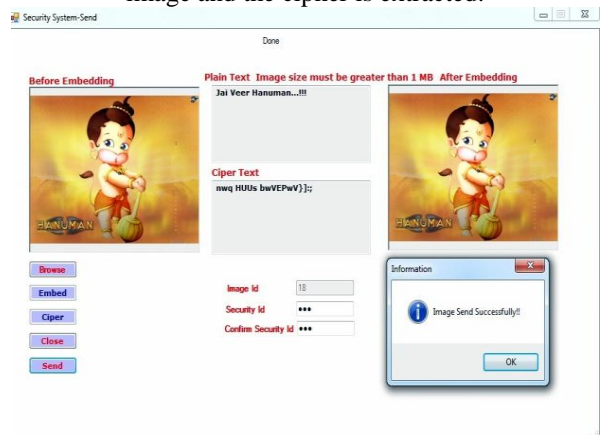 image and the cipher is extracted.
Security System-Send
Done
Before Embedding
Plain Text Image size must be greater than 1 MB After Embedding
Jai Veer Hanuman...!!!
HANUMAN
HANUMAN
Ciper Text
nwq HUUs bwVEPwV}]:;
Browse
Embed
Ciper
Close
Send
Image Id 18
Security Id •••
Confirm Security Id •••
Information
Image Send Successfully!!
OK